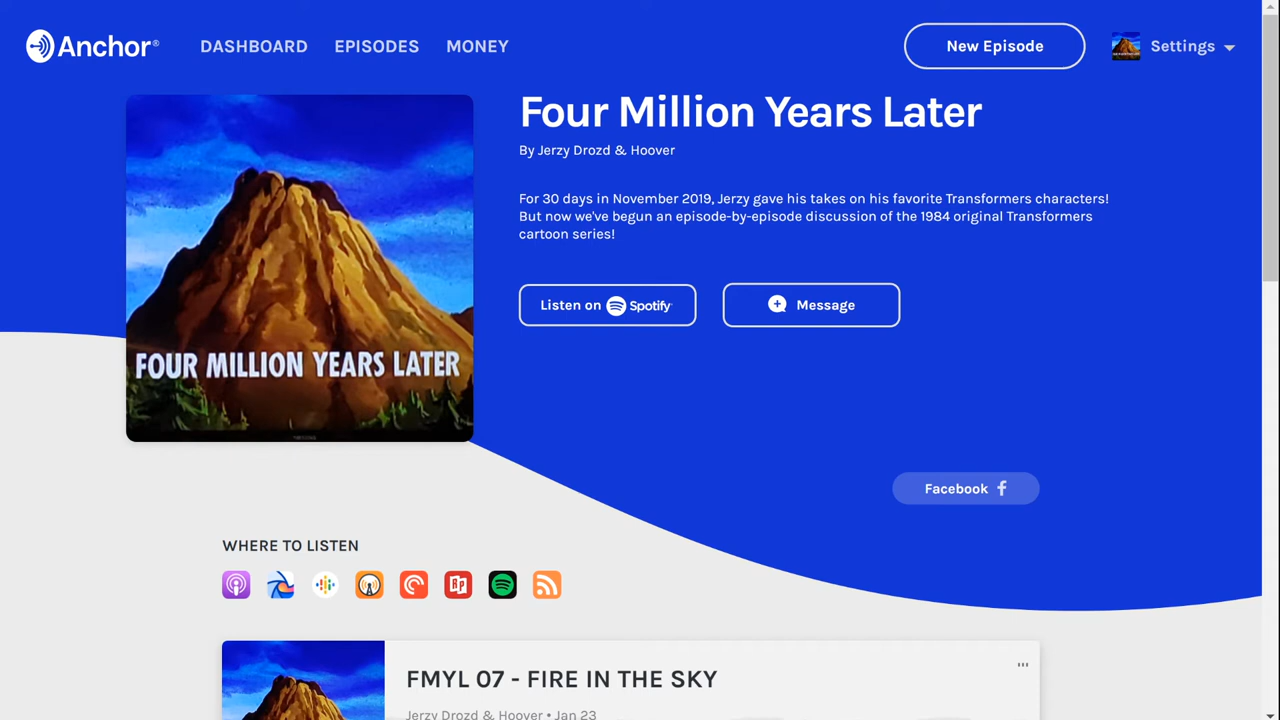 Anchor®
DASHBOARD
EPISODES
MONEY
New Episode
Settings
Four Million Years Later
By Jerzy Drozd & Hoover
For 30 days in November 2019, Jerzy gave his takes on his favorite Transformers characters!
But now we've begun an episode-by-episode discussion of the 1984 original Transformers
cartoon series!
FOUR MILLION YEARS LATER
Listen on Spotify
Message
Facebook
WHERE TO LISTEN
RP
FMYL 07 - FIRE IN THE SKY
Jerzy Drozd & Hoover • Jan 23